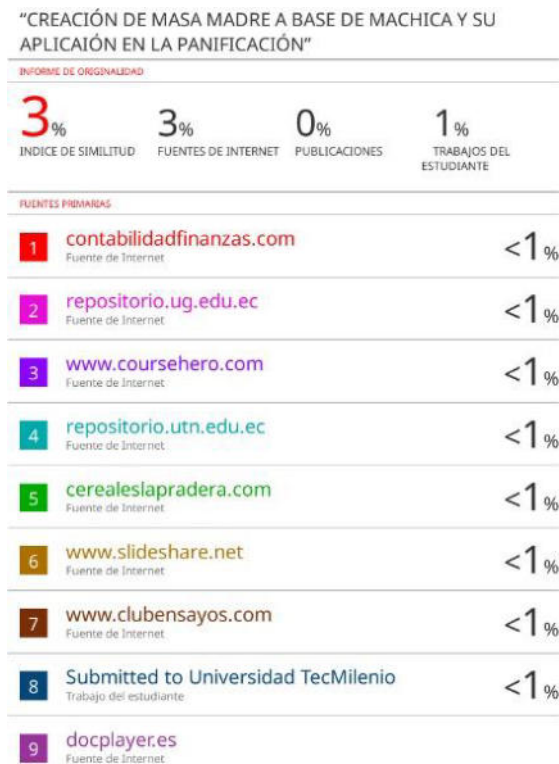 “CREACIÓN DE MASA MADRE A BASE DE MACHICA Y SU
APLICAIÓN EN LA PANIFICACIÓN”
INFORME DE ORIGINALIDAD
3%
3%
0%
1%
INDICE DE SIMILITUD
FUENTES DE INTERNET
PUBLICACIONES
TRABAJOS DEL
ESTUDIANTE
FUENTES PRIMARIAS
1 contabilidadfinanzas.com <1%
Fuente de Internet
2 repositorio.ug.edu.ec <1%
Fuente de Internet
3 www.coursehero.com <1%
Fuente de Internet
4 repositorio.utn.edu.ec <1%
Fuente de Internet
5 cerealeslapradera.com <1%
Fuente de Internet
6 www.slideshare.net <1%
Fuente de Internet
7 www.clubensayos.com <1%
Fuente de Internet
8 Submitted to Universidad TecMilenio <1%
Trabajo del estudiante
9 docplayer.es
Fuente de Internet